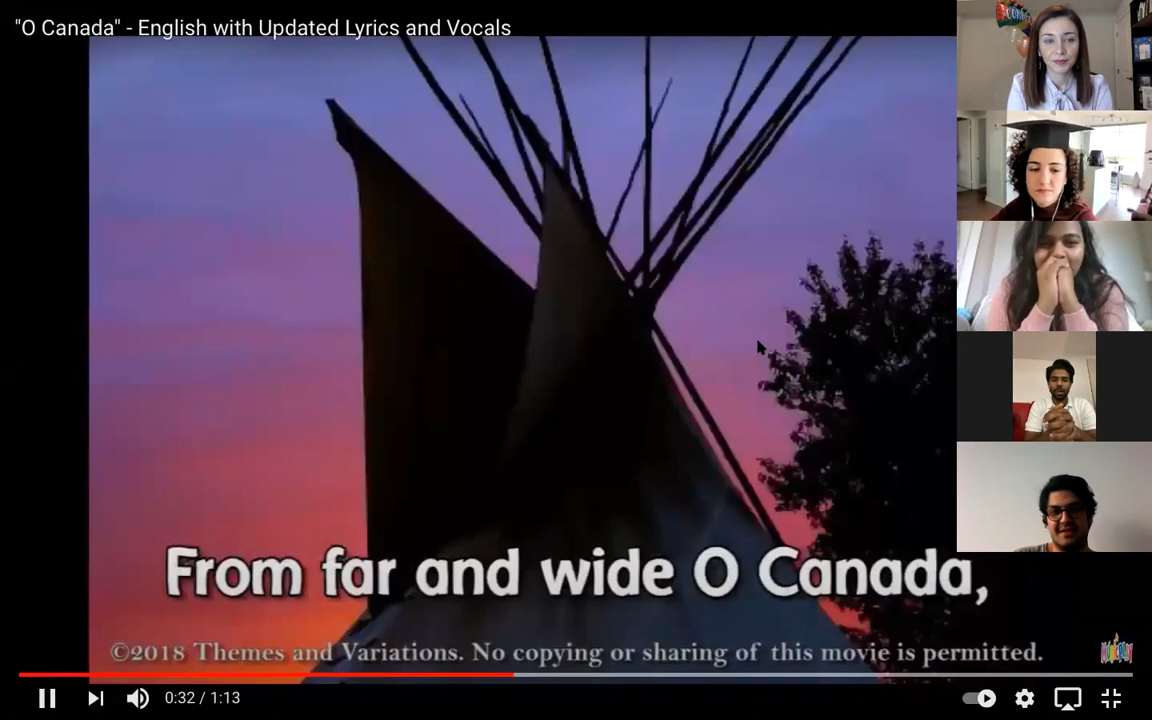 "O Canada" - English with Updated Lyrics and Vocals
From far and wide O Canada,
©2018 Themes and Variations. No copying or sharing of this movie is permitted.
0:32 / 1:13